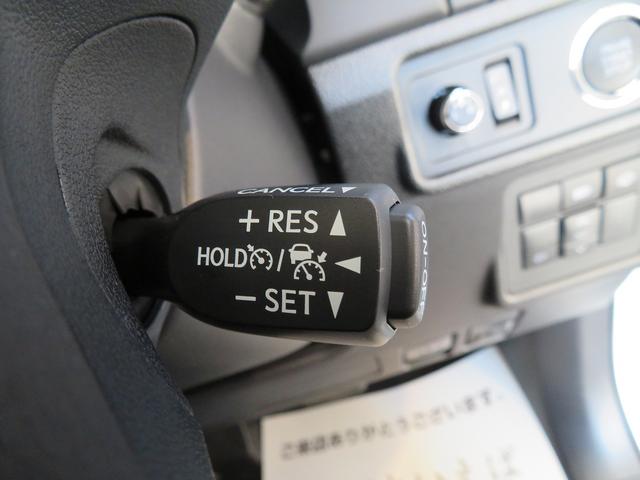 CANCEL▼
+ RES ▲
HOLD / ◀
− SET ▼
ON-OFF
ご来店ありがとうございます。